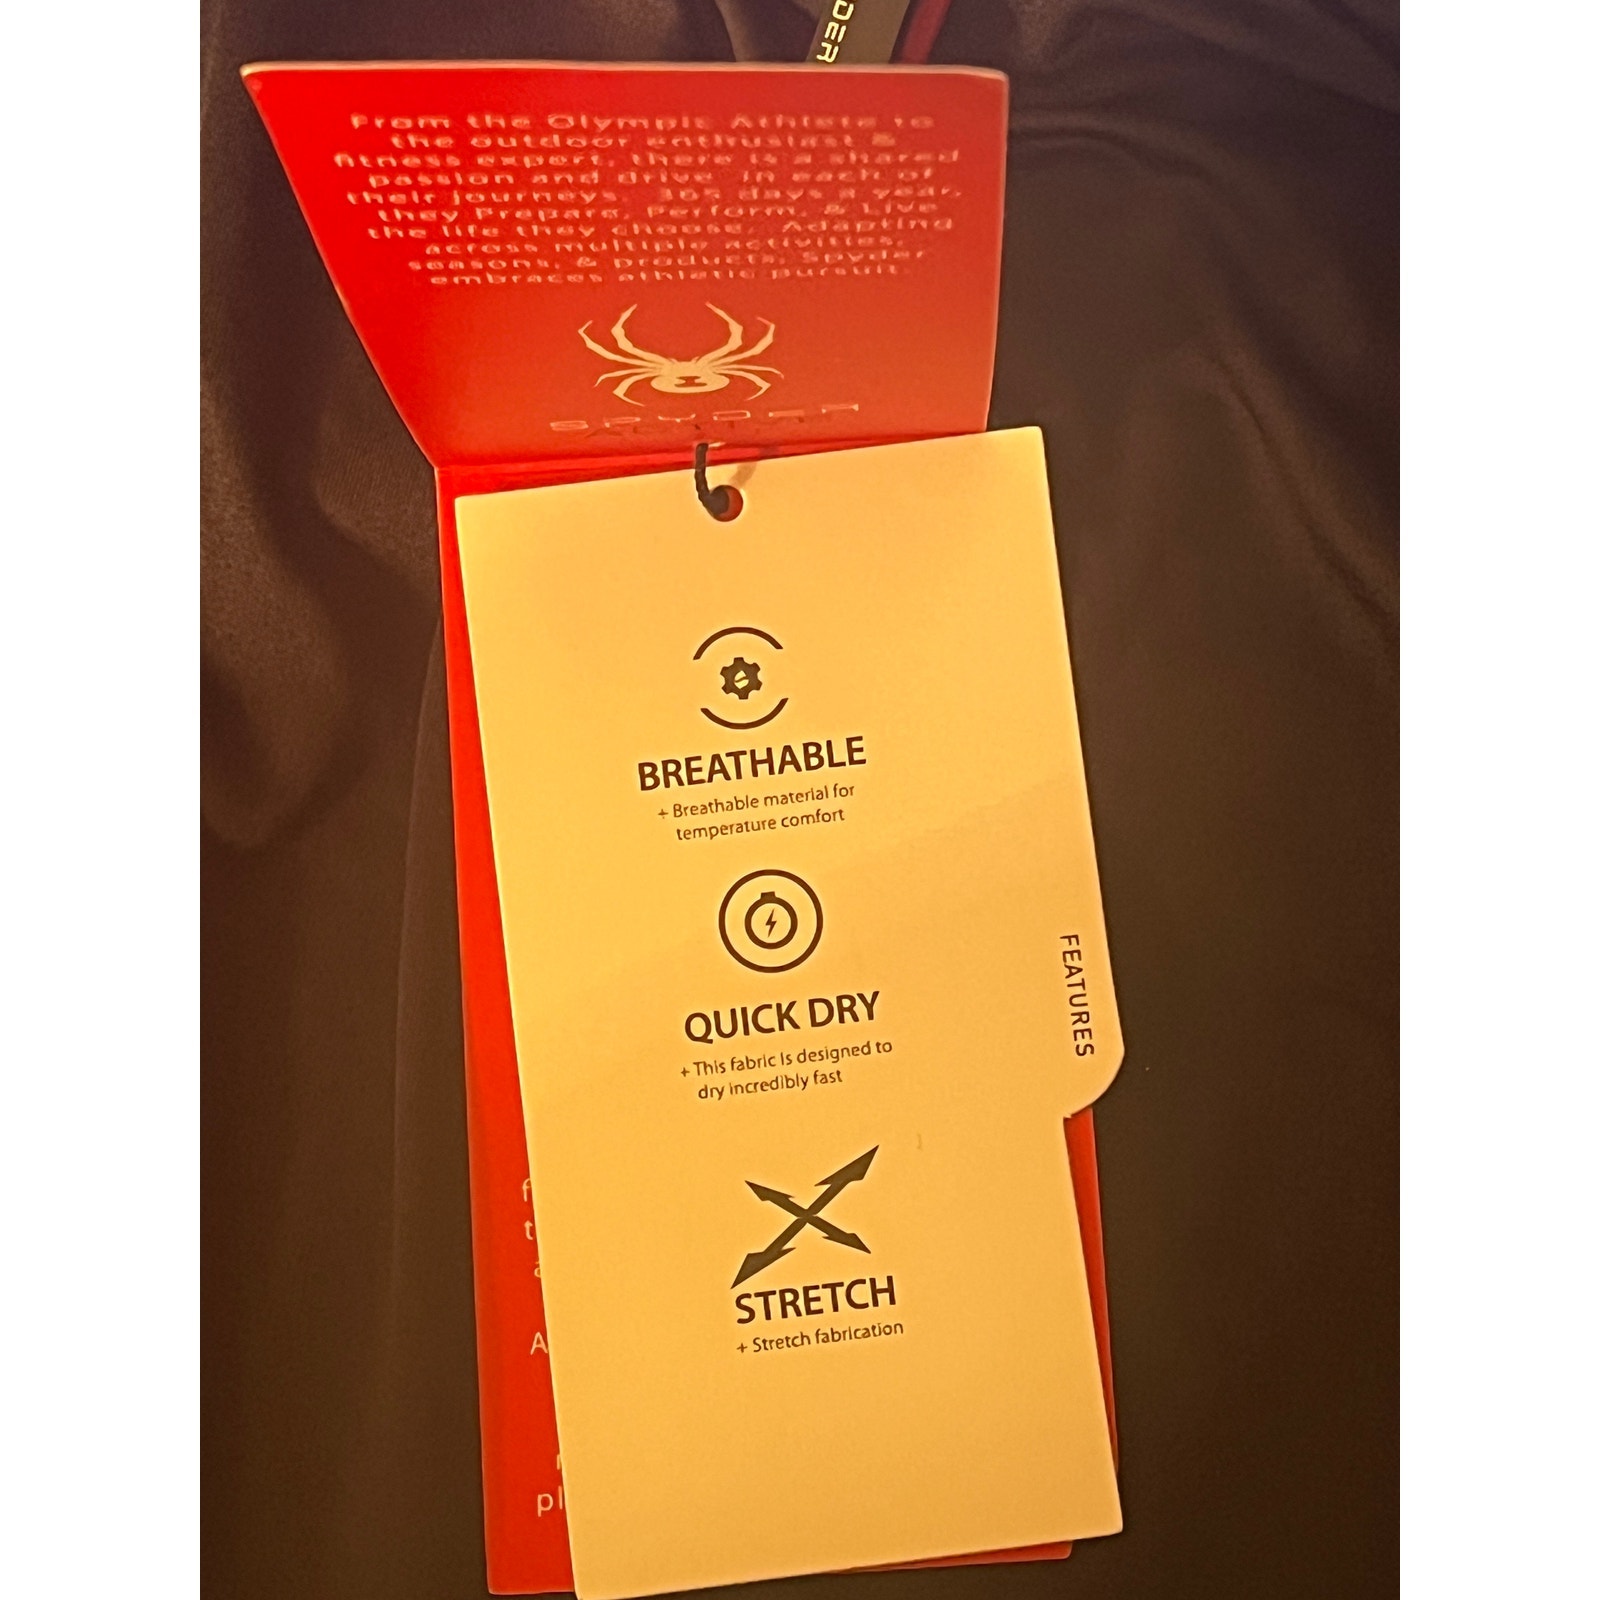 DER
From the Olympic Athlete to
the outdoor enthusiast &
fitness expert, there is a shared
passion and drive in each of
their journeys. 365 days a year,
they Prepare, Perform, & Live
the life they choose. Adapting
across multiple activities,
seasons, & products, Spyder
embraces athletic pursuit.
SPYDER
BREATHABLE
+ Breathable material for
temperature comfort
QUICK DRY
+ This fabric is designed to
dry incredibly fast
FEATURES
STRETCH
+ Stretch fabrication
f
t
a
A
pl